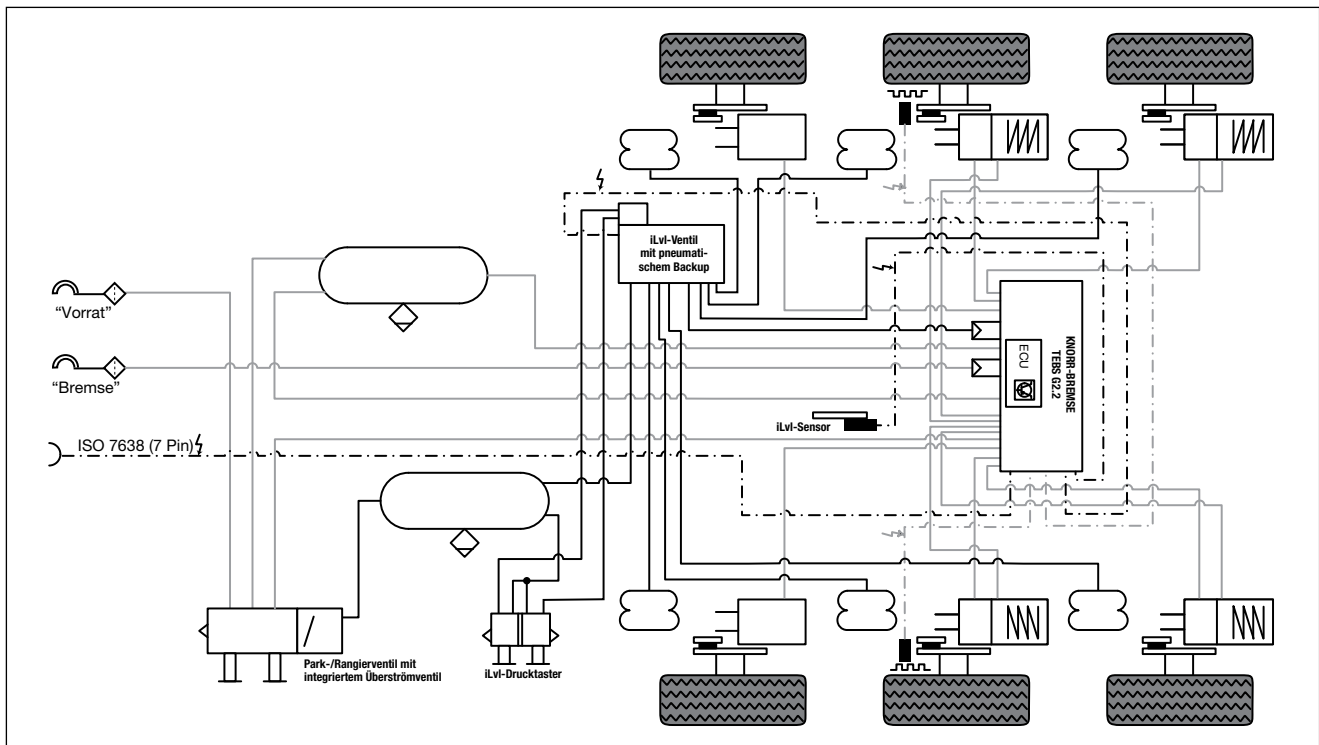 iLvl-Ventil
mit pneumati-
schem Backup
“Vorrat”
“Bremse”
KNORR-BREMSE
TEBS G2.2
ECU
iLvl-Sensor
ISO 7638 (7 Pin)
Park-/Rangierventil mit
integriertem Überströmventil
iLvl-Drucktaster